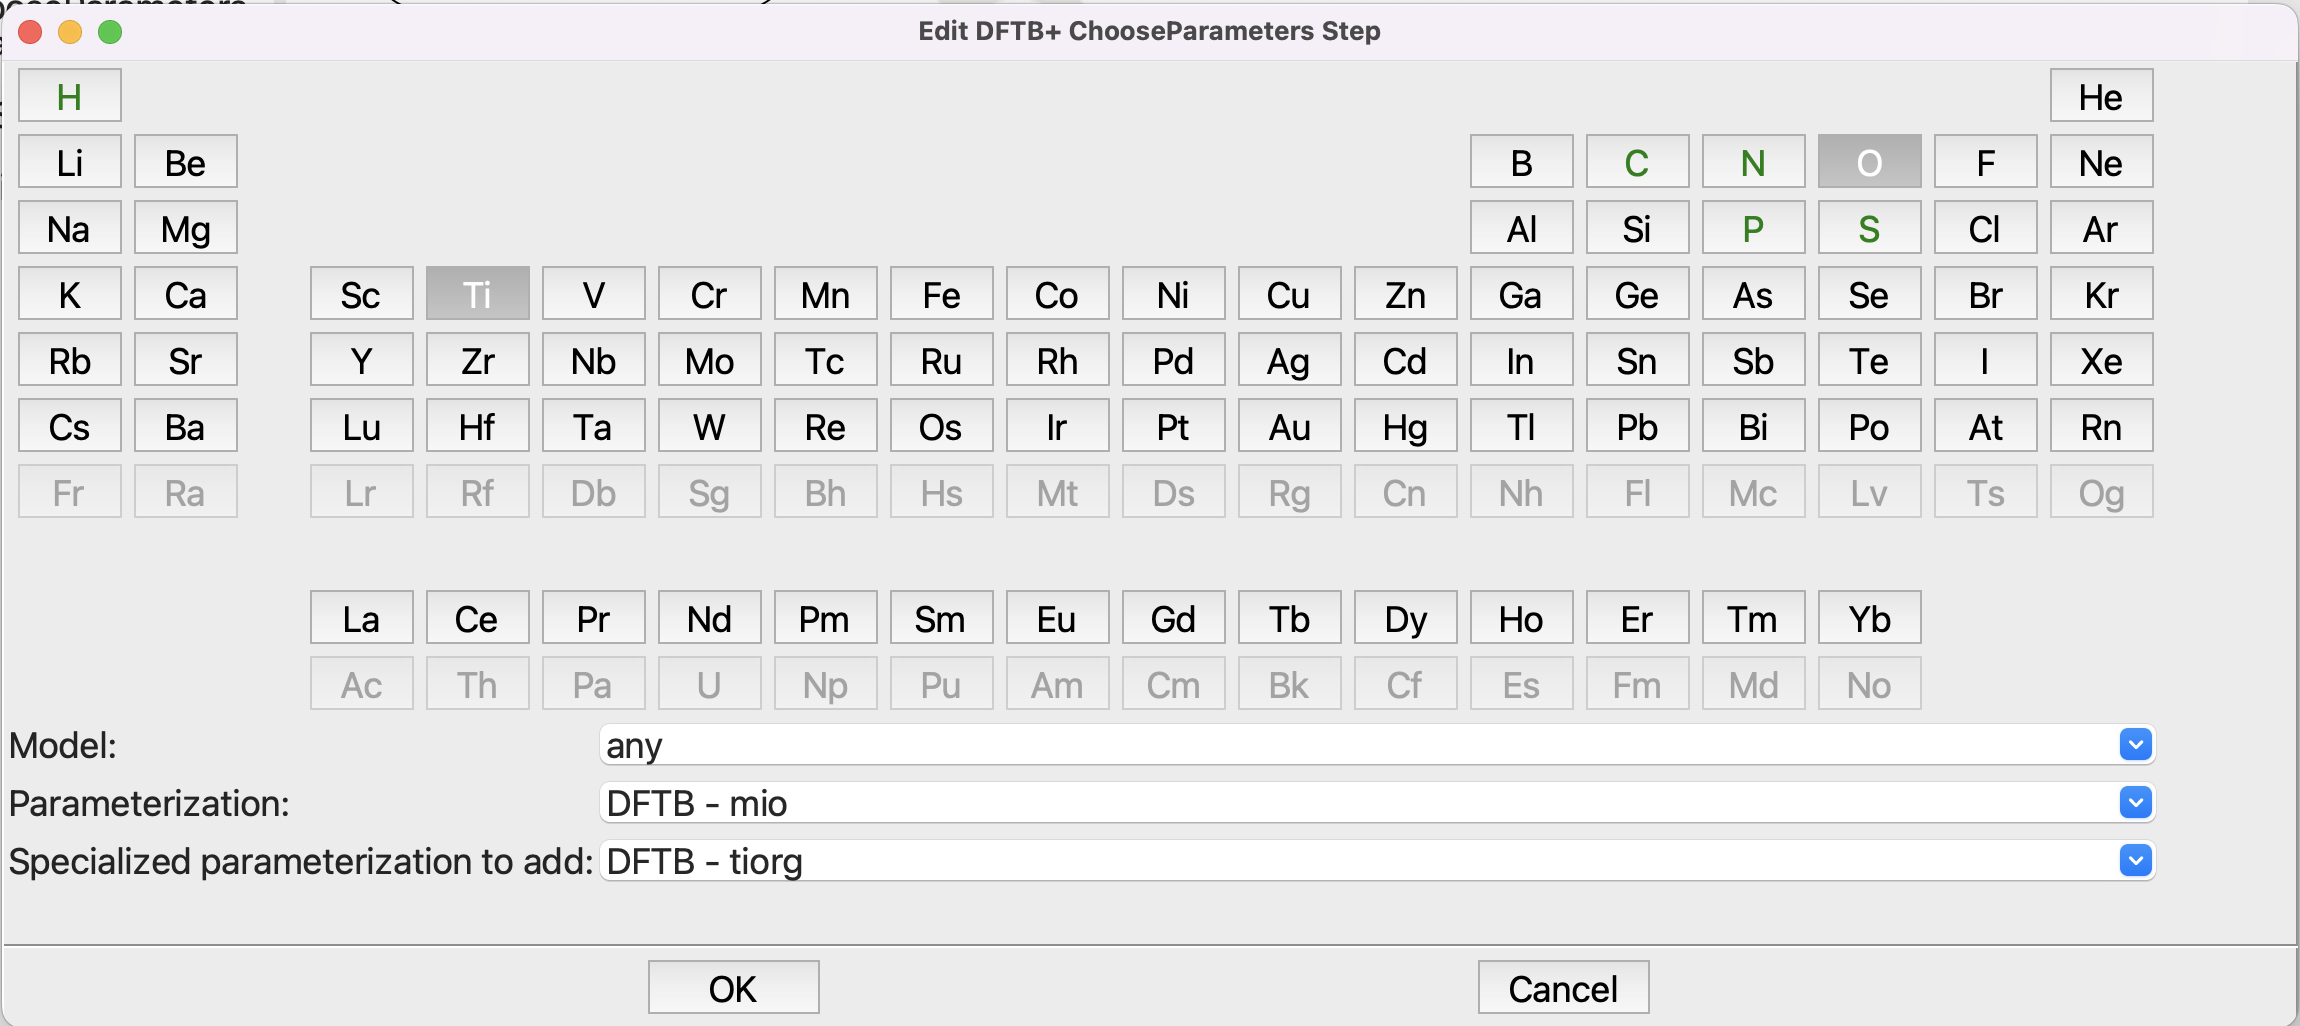 Edit DFTB+ ChooseParameters Step
H He
Li Be B C N O F Ne
Na Mg Al Si P S Cl Ar
K Ca Sc Ti V Cr Mn Fe Co Ni Cu Zn Ga Ge As Se Br Kr
Rb Sr Y Zr Nb Mo Tc Ru Rh Pd Ag Cd In Sn Sb Te I Xe
Cs Ba Lu Hf Ta W Re Os Ir Pt Au Hg Tl Pb Bi Po At Rn
Fr Ra Lr Rf Db Sg Bh Hs Mt Ds Rg Cn Nh Fl Mc Lv Ts Og
La Ce Pr Nd Pm Sm Eu Gd Tb Dy Ho Er Tm Yb
Ac Th Pa U Np Pu Am Cm Bk Cf Es Fm Md No
Model: any
Parameterization: DFTB - mio
Specialized parameterization to add: DFTB - tiorg
OK Cancel